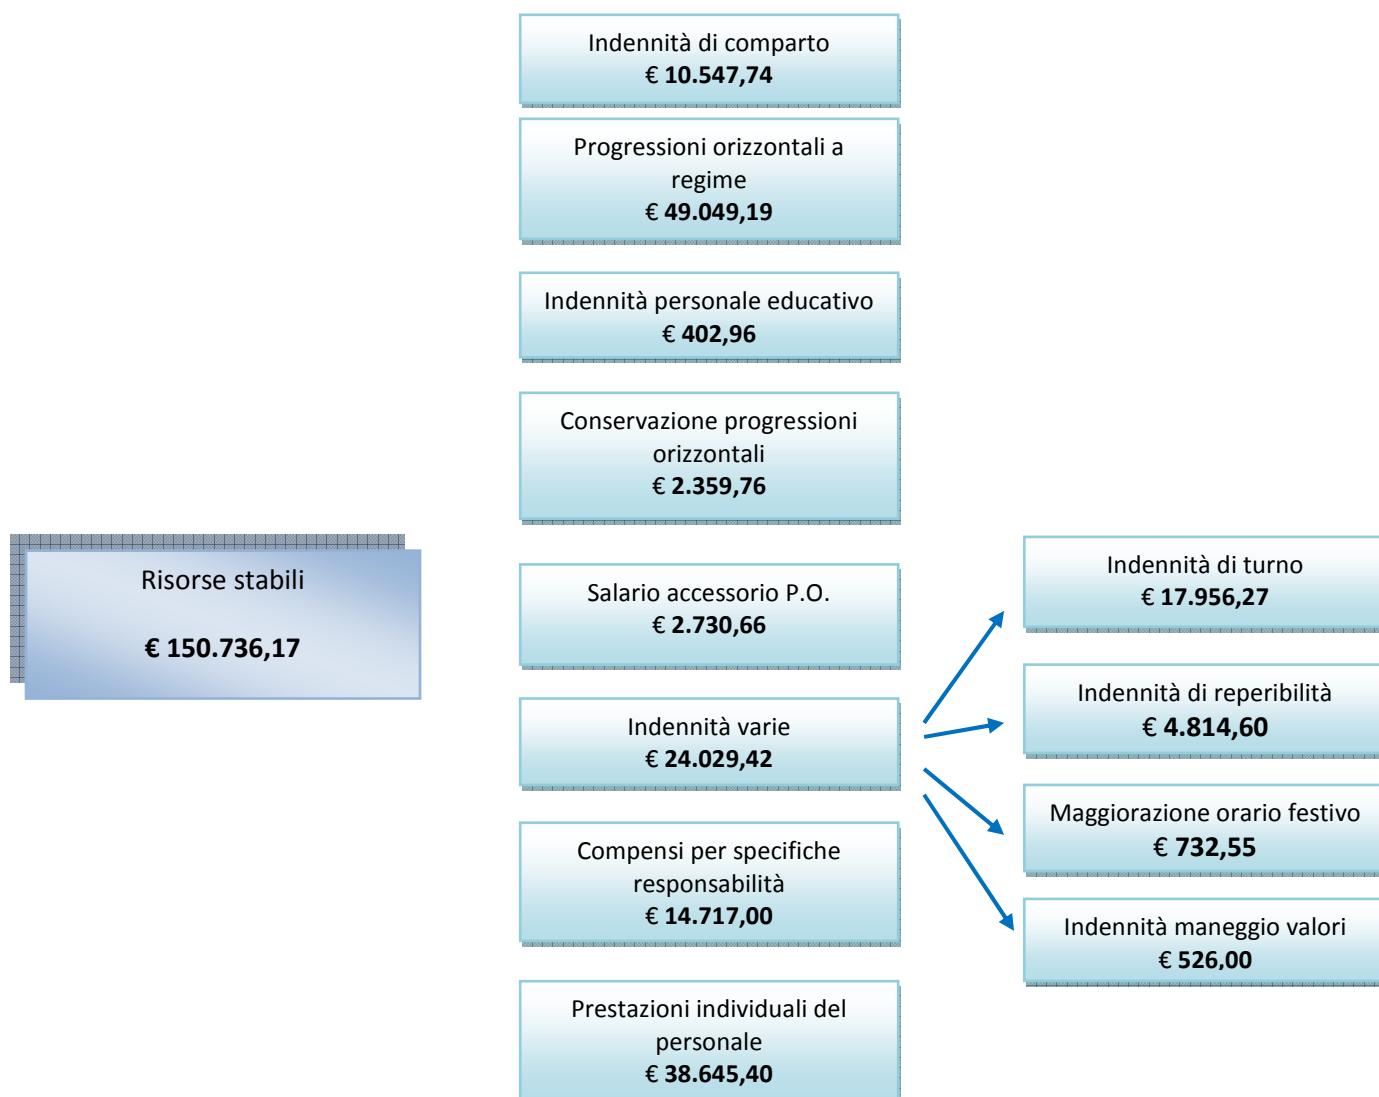 Indennità di comparto
€ 10.547,74
Progressioni orizzontali a
regime
€ 49.049,19
Indennità personale educativo
€ 402,96
Conservazione progressioni
orizzontali
€ 2.359,76
Risorse stabili
€ 150.736,17
Salario accessorio P.O.
€ 2.730,66
Indennità varie
€ 24.029,42
Compensi per specifiche
responsabilità
€ 14.717,00
Prestazioni individuali del
personale
€ 38.645,40
Indennità di turno
€ 17.956,27
Indennità di reperibilità
€ 4.814,60
Maggiorazione orario festivo
€ 732,55
Indennità maneggio valori
€ 526,00